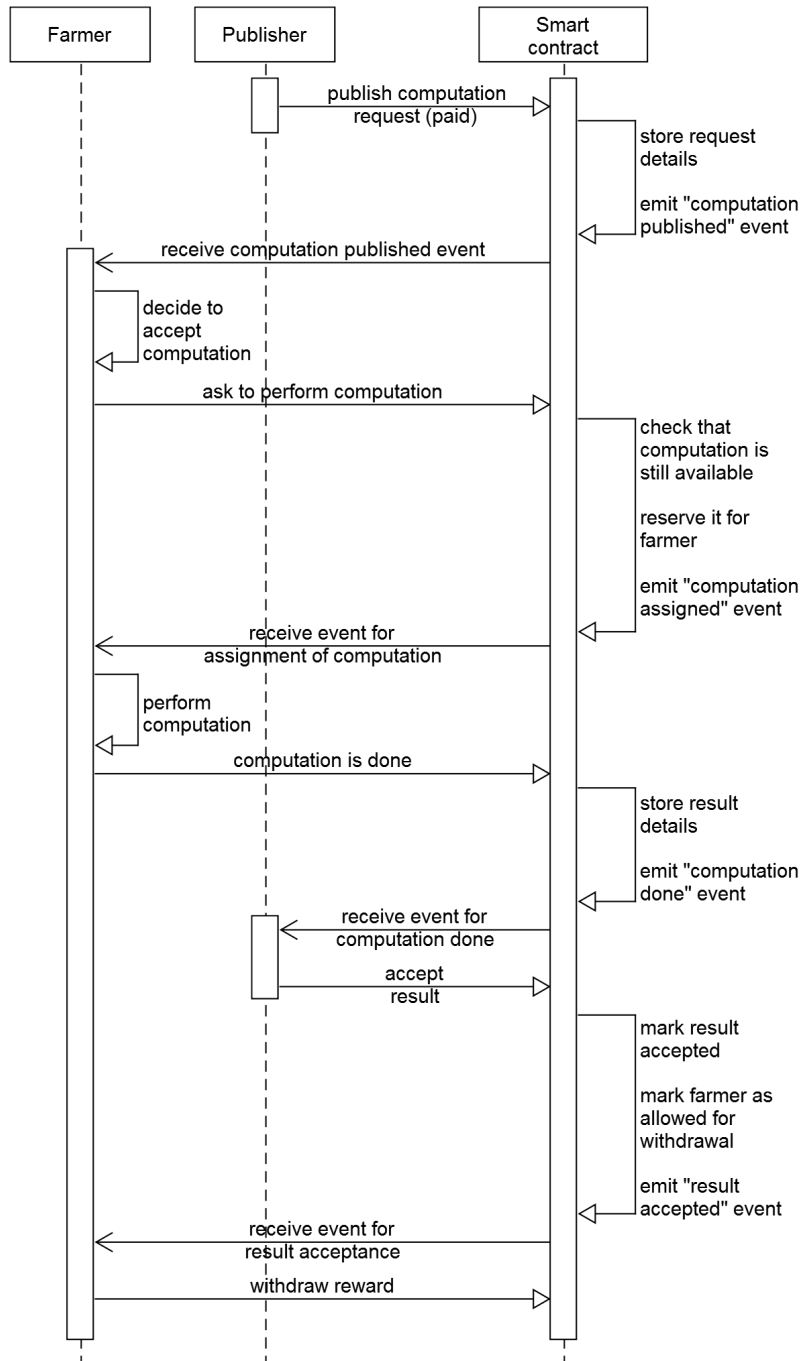 Farmer
Publisher
Smart
contract
publish computation
request (paid)
store request
details
emit "computation
published" event
receive computation published event
decide to
accept
computation
ask to perform computation
check that
computation is
still available
reserve it for
farmer
emit "computation
assigned" event
receive event for
assignment of computation
perform
computation
computation is done
store result
details
emit "computation
done" event
receive event for
computation done
accept
result
mark result
accepted
mark farmer as
allowed for
withdrawal
emit "result
accepted" event
receive event for
result acceptance
withdraw reward